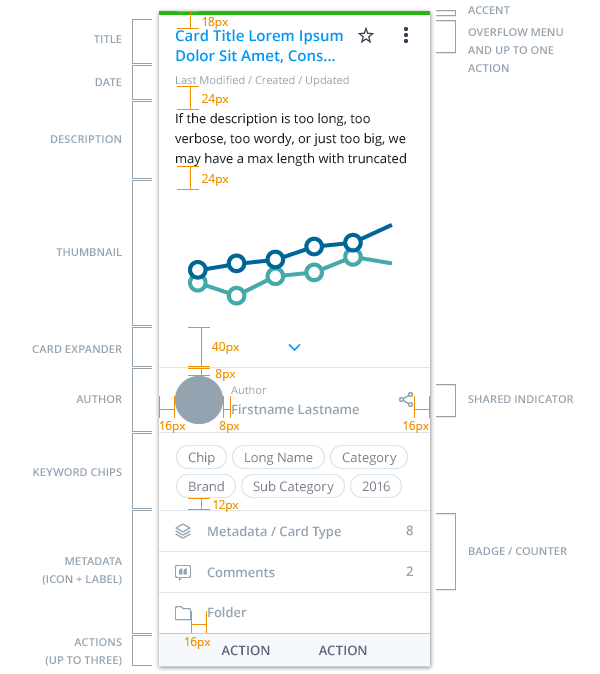 ACCENT
18px
TITLE
Card Title Lorem Ipsum
Dolor Sit Amet, Cons...
OVERFLOW MENU
AND UP TO ONE
ACTION
DATE
Last Modified / Created / Updated
24px
DESCRIPTION
If the description is too long, too
verbose, too wordy, or just too big, we
may have a max length with truncated
24px
THUMBNAIL
CARD EXPANDER
40px
8px
AUTHOR
Author
Firstname Lastname
SHARED INDICATOR
16px
8px
16px
KEYWORD CHIPS
Chip
Long Name
Category
Brand
Sub Category
2016
12px
METADATA
(ICON + LABEL)
Metadata / Card Type
8
BADGE / COUNTER
Comments
2
Folder
16px
ACTIONS
(UP TO THREE)
ACTION
ACTION